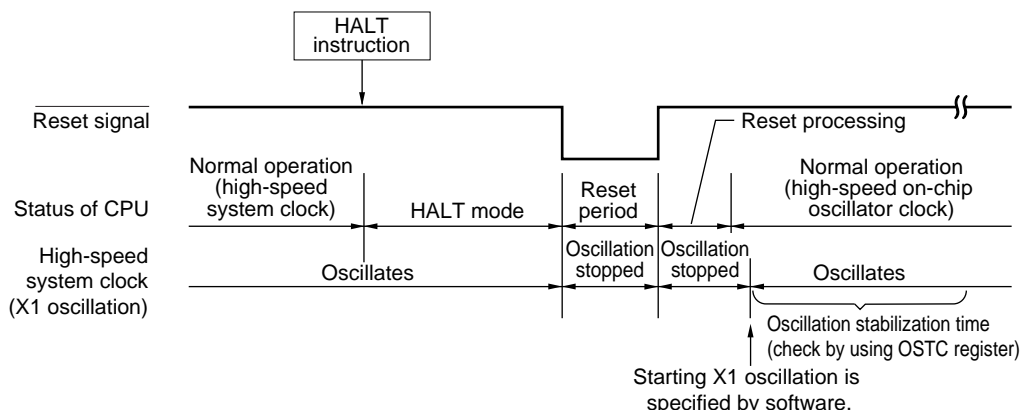 HALT
instruction
Reset signal
Reset processing
Normal operation
(high-speed
system clock)
Reset
period
Normal operation
(high-speed on-chip
oscillator clock)
Status of CPU
HALT mode
High-speed
system clock
(X1 oscillation)
Oscillates
Oscillation
stopped
Oscillation
stopped
Oscillates
Oscillation stabilization time
(check by using OSTC register)
Starting X1 oscillation is
specified by software.